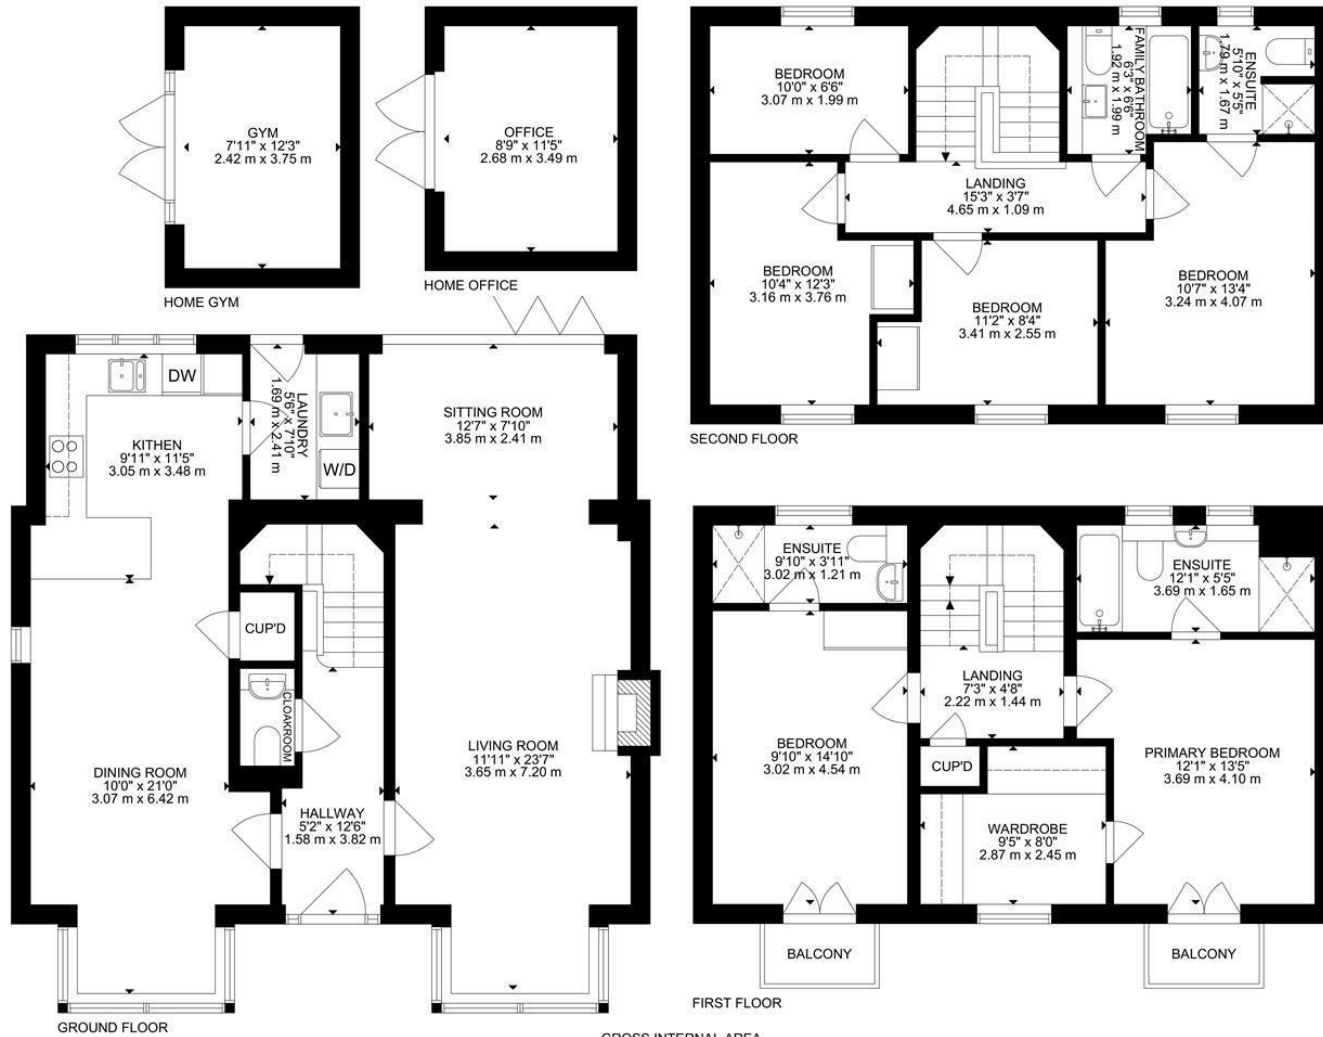 GYM
7'11" x 12'3"
2.42 m x 3.75 m
HOME GYM
OFFICE
8'9" x 11'5"
2.68 m x 3.49 m
HOME OFFICE
BEDROOM
10'0" x 6'6"
3.07 m x 1.99 m
FAMILY BATHROOM
6'3" x 6'6"
1.92 m x 1.99 m
ENSUITE
5'10" x 5'5"
1.79 m x 1.67 m
LANDING
15'3" x 3'7"
4.65 m x 1.09 m
BEDROOM
10'4" x 12'3"
3.16 m x 3.76 m
BEDROOM
11'2" x 8'4"
3.41 m x 2.55 m
BEDROOM
10'7" x 13'4"
3.24 m x 4.07 m
SECOND FLOOR
DW
KITHEN
9'11" x 11'5"
3.05 m x 3.48 m
LAUNDRY
5'6" x 7'10"
1.69 m x 2.41 m
W/D
SITTING ROOM
12'7" x 7'10"
3.85 m x 2.41 m
CUP'D
CLOAKROOM
DINING ROOM
10'0" x 21'0"
3.07 m x 6.42 m
HALLWAY
5'2" x 12'6"
1.58 m x 3.82 m
LIVING ROOM
11'11" x 23'7"
3.65 m x 7.20 m
GROUND FLOOR
ENSUITE
9'10" x 3'11"
3.02 m x 1.21 m
ENSUITE
12'1" x 5'5"
3.69 m x 1.65 m
LANDING
7'3" x 4'8"
2.22 m x 1.44 m
BEDROOM
9'10" x 14'10"
3.02 m x 4.54 m
CUP'D
PRIMARY BEDROOM
12'1" x 13'5"
3.69 m x 4.10 m
WARDROBE
9'5" x 8'0"
2.87 m x 2.45 m
BALCONY
BALCONY
FIRST FLOOR
GROSS INTERNAL AREA